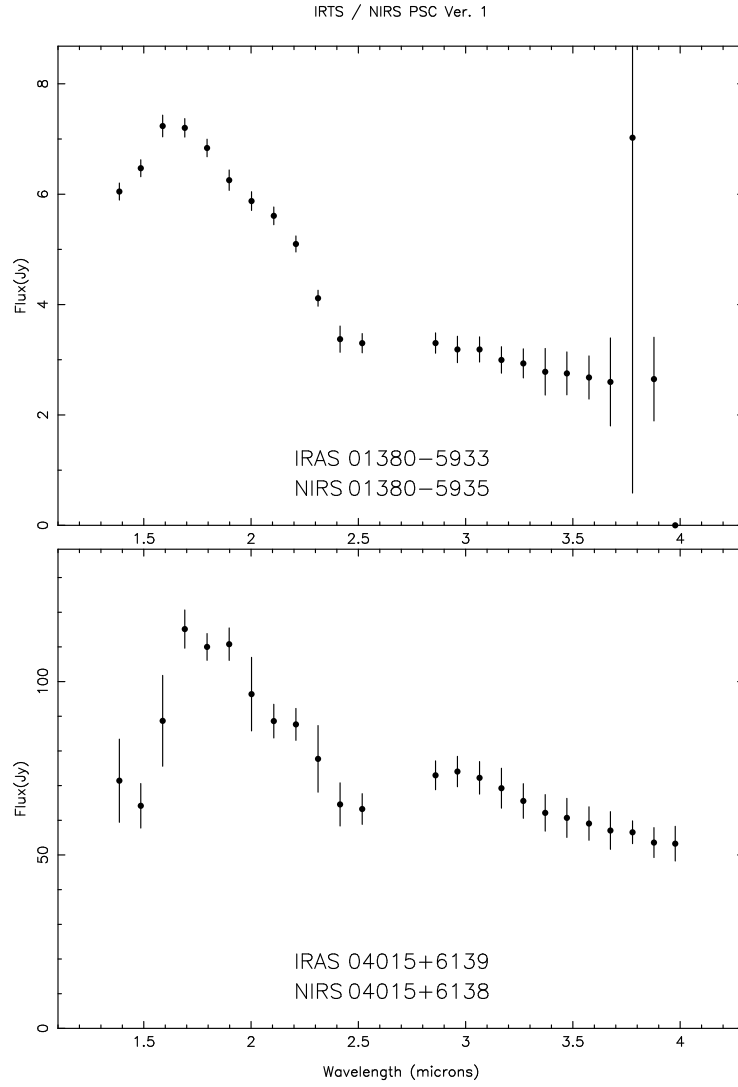 IRTS / NIRS PSC Ver. 1
8
6
4
2
0
Flux(Jy)
IRAS 01380-5933
NIRS 01380-5935
1.5 2 2.5 3 3.5 4
100
50
0
Flux(Jy)
IRAS 04015+6139
NIRS 04015+6138
1.5 2 2.5 3 3.5 4
Wavelength (microns)